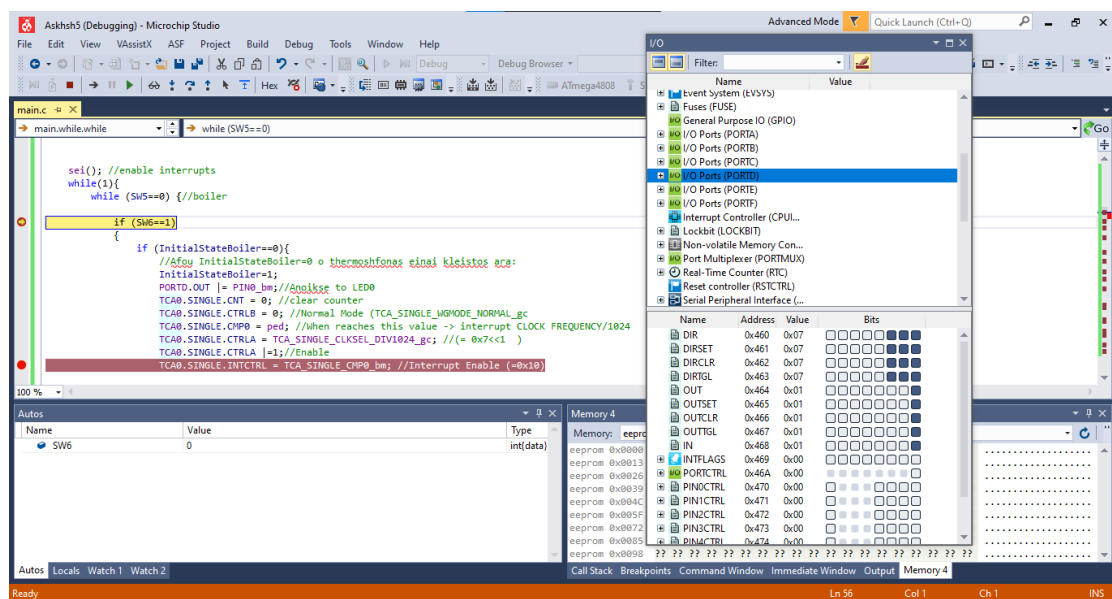 Askhsh5 (Debugging) - Microchip Studio
Advanced Mode
Quick Launch (Ctrl+Q)
File Edit View VAssistX ASF Project Build Debug Tools Window Help
Debug Debug Browser
Hex ATmega4808
main.c
main.while.while while (SW5==0) Go
sei(); //enable interrupts
while(1){
while (SW5==0) {//boiler
if (SW6==1)
{
if (InitialStateBoiler==0){
//Afou InitialStateBoiler=0 o thermoshfonas einai kleistos ara:
InitialStateBoiler=1;
PORTD.OUT |= PIN0_bm;//Anoikse to LED0
TCA0.SINGLE.CNT = 0; //clear counter
TCA0.SINGLE.CTRLB = 0; //Normal Mode (TCA_SINGLE_WGMODE_NORMAL_gc
TCA0.SINGLE.CMP0 = ped; //When reaches this value -> interrupt CLOCK FREQUENCY/1024
TCA0.SINGLE.CTRLA = TCA_SINGLE_CLKSEL_DIV1024_gc; //(= 0x7<<1 )
TCA0.SINGLE.CTRLA |=1;//Enable
TCA0.SINGLE.INTCTRL = TCA_SINGLE_CMP0_bm; //Interrupt Enable (=0x10)
100 %
I/O
Filter:
Name Value
Event System (EVSYS)
Fuses (FUSE)
General Purpose IO (GPIO)
I/O Ports (PORTA)
I/O Ports (PORTB)
I/O Ports (PORTC)
I/O Ports (PORTD)
I/O Ports (PORTE)
I/O Ports (PORTF)
Interrupt Controller (CPUI...
Lockbit (LOCKBIT)
Non-volatile Memory Con...
Port Multiplexer (PORTMUX)
Real-Time Counter (RTC)
Reset controller (RSTCTRL)
Serial Peripheral Interface (...
Name Address Value Bits
DIR 0x460 0x07
DIRSET 0x461 0x07
DIRCLR 0x462 0x07
DIRTGL 0x463 0x07
OUT 0x464 0x01
OUTSET 0x465 0x01
OUTCLR 0x466 0x01
OUTTGL 0x467 0x01
IN 0x468 0x01
INTFLAGS 0x469 0x00
PORTCTRL 0x46A 0x00
PIN0CTRL 0x470 0x00
PIN1CTRL 0x471 0x00
PIN2CTRL 0x472 0x00
PIN3CTRL 0x473 0x00
PIN4CTRL 0x474 0x00
Autos
Name Value Type
SW6 0 int{data}
Autos Locals Watch 1 Watch 2
Memory 4
Memory: eepro
eeprom 0x0000 ..................
eeprom 0x0013 ..................
eeprom 0x0026 ..................
eeprom 0x0039 ..................
eeprom 0x004C ..................
eeprom 0x005F ..................
eeprom 0x0072 ..................
eeprom 0x0085 ..................
eeprom 0x0098 ?? ?? ?? ?? ?? ?? ?? ?? ?? ?? ?? ?? ?? ?? ?? ?? ?? ?? ?? ..................
Call Stack Breakpoints Command Window Immediate Window Output Memory 4
Ready Ln 56 Col 1 Ch 1 INS